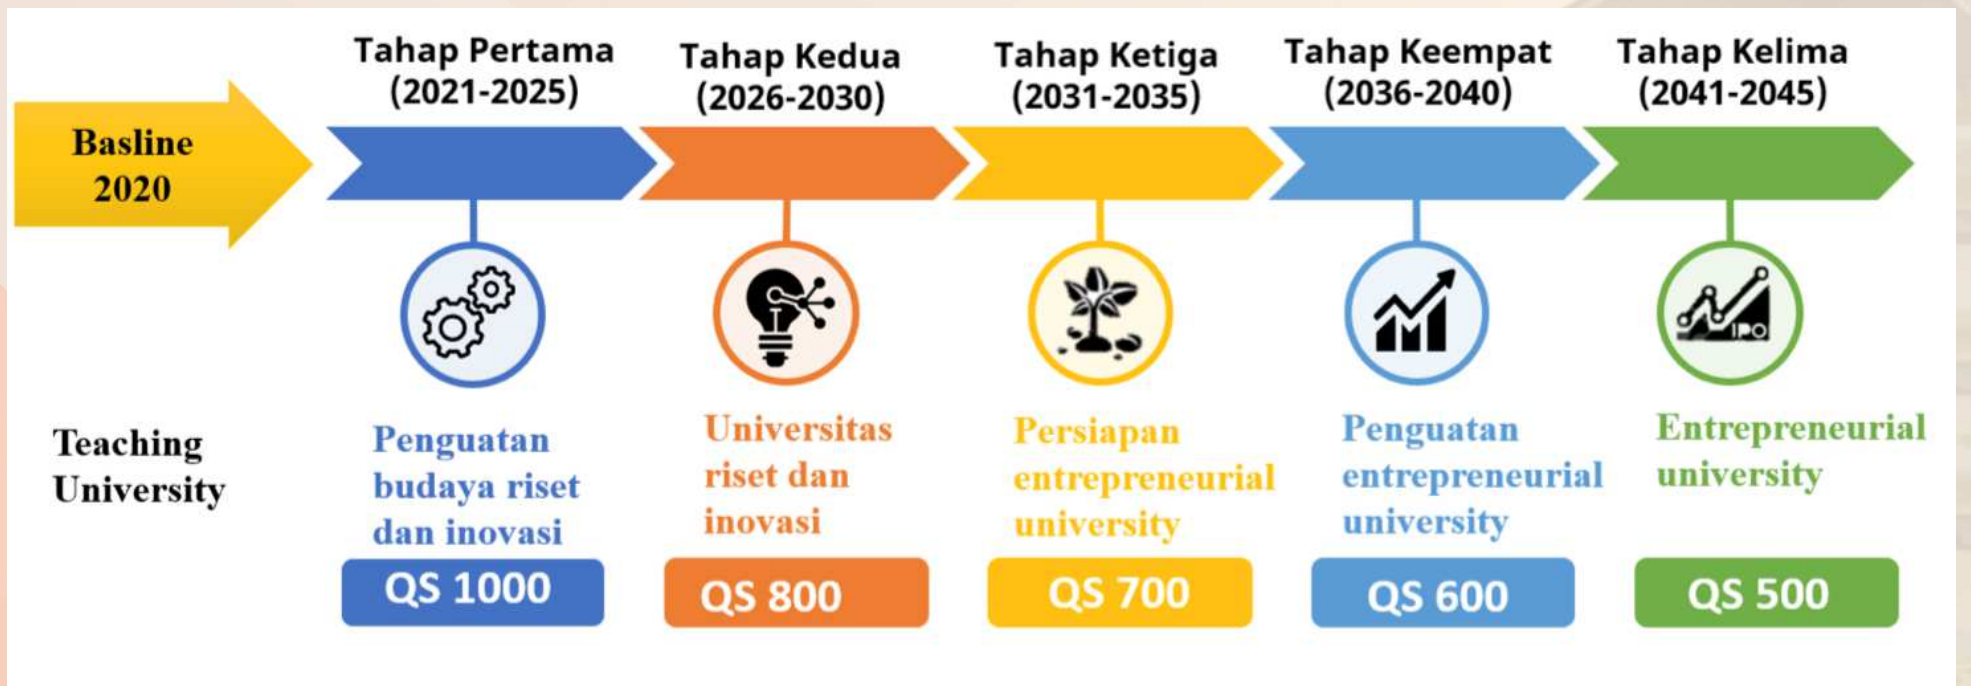 Tahap Pertama
(2021-2025)
Tahap Kedua
(2026-2030)
Tahap Ketiga
(2031-2035)
Tahap Keempat
(2036-2040)
Tahap Kelima
(2041-2045)
Basline
2020
IPO
Teaching
University
Penguatan
budaya riset
dan inovasi
Universitas
riset dan
inovasi
Persiapan
entrepreneurial
university
Penguatan
entrepreneurial
university
Entrepreneurial
university
QS 1000
QS 800
QS 700
QS 600
QS 500